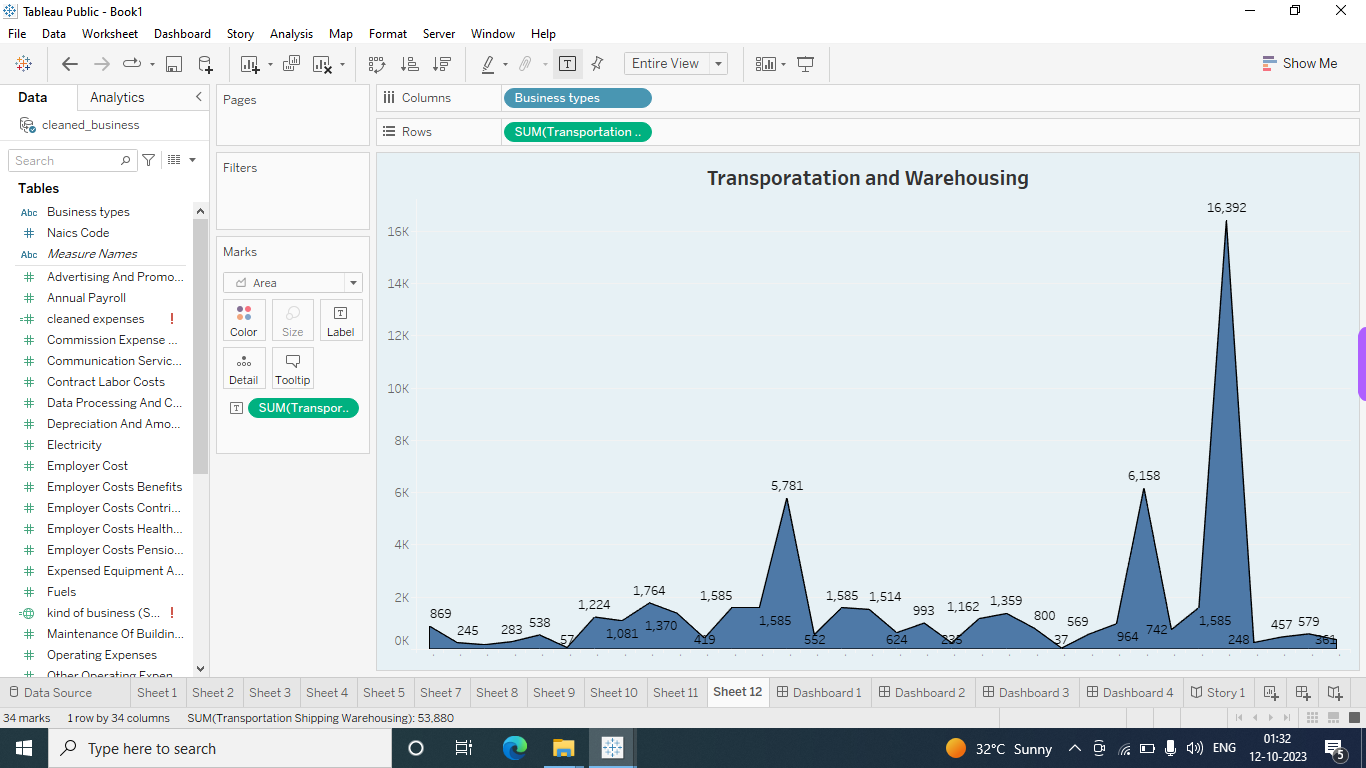 Tableau Public - Book1
File Data Worksheet Dashboard Story Analysis Map Format Server Window Help
Entire View
Show Me
Data Analytics
cleaned_business
Search
Tables
Abc Business types
# Naics Code
Abc Measure Names
# Advertising And Promo...
# Annual Payroll
=# cleaned expenses !
# Commission Expense ...
# Communication Servic...
# Contract Labor Costs
# Data Processing And C...
# Depreciation And Amo...
# Electricity
# Employer Cost
# Employer Costs Benefits
# Employer Costs Contri...
# Employer Costs Health...
# Employer Costs Pensio...
# Expensed Equipment A...
# Fuels
kind of business (S... !
# Maintenance Of Buildin...
# Operating Expenses
# Other Operating Expen
Pages
Filters
Marks
Area
Color Size Label
Detail Tooltip
SUM(Transpor..
Columns Business types
Rows SUM(Transportation ..
Transporatation and Warehousing
16K
14K
12K
10K
8K
6K
4K
2K
0K
16,392
6,158
5,781
1,764
1,224
1,585
1,585
1,514
1,162
1,359
869
245
283
538
57
1,081
1,370
419
1,585
552
624
993
235
800
37
569
964
742
1,585
248
457
579
361
Data Source Sheet 1 Sheet 2 Sheet 3 Sheet 4 Sheet 5 Sheet 7 Sheet 8 Sheet 9 Sheet 10 Sheet 11 Sheet 12 Dashboard 1 Dashboard 2 Dashboard 3 Dashboard 4 Story 1
34 marks 1 row by 34 columns SUM(Transportation Shipping Warehousing): 53,880
Type here to search
32°C Sunny
ENG
01:32
12-10-2023
5